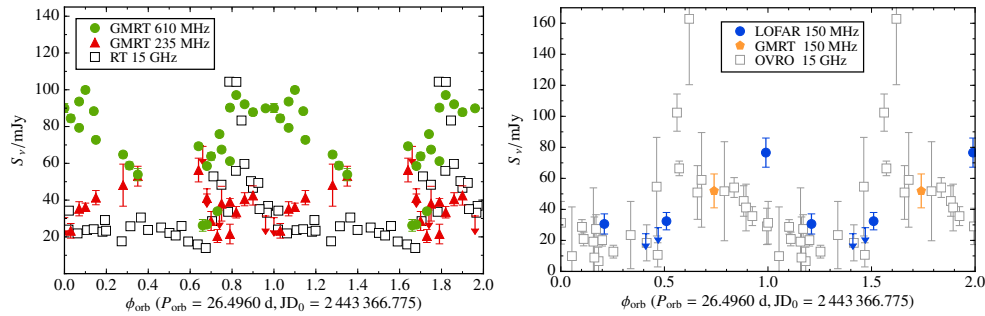 GMRT 610 MHz
GMRT 235 MHz
RT 15 GHz
S_ν/mJy
140
120
100
80
60
40
20
0
0.0 0.2 0.4 0.6 0.8 1.0 1.2 1.4 1.6 1.8 2.0
ϕ_orb (P_orb = 26.4960 d, JD_0 = 2 443 366.775)
LOFAR 150 MHz
GMRT 150 MHz
OVRO 15 GHz
S_ν/mJy
160
140
120
100
80
60
40
20
0
0.0 0.5 1.0 1.5 2.0
ϕ_orb (P_orb = 26.4960 d, JD_0 = 2 443 366.775)